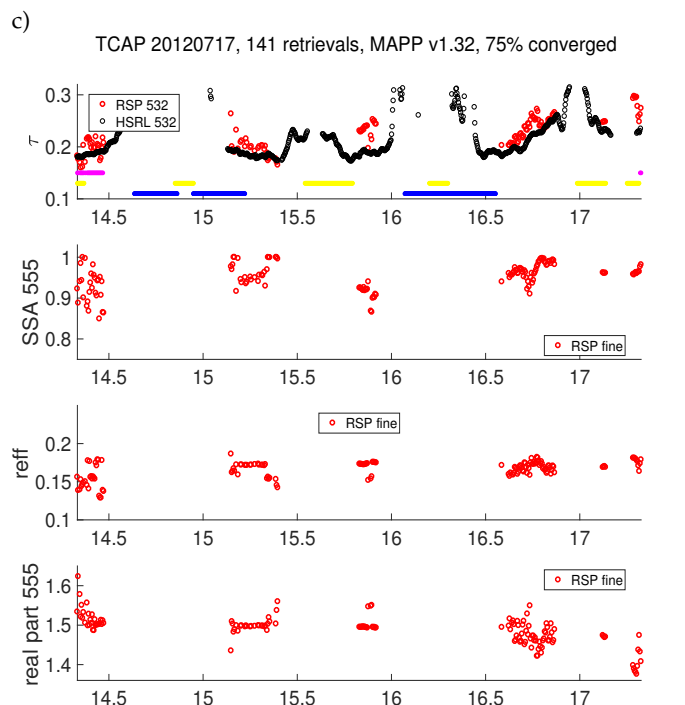 c)
TCAP 20120717, 141 retrievals, MAPP v1.32, 75% converged
τ
0.3
0.2
0.1
RSP 532
HSRL 532
14.5 15 15.5 16 16.5 17
SSA 555
1
0.9
0.8
RSP fine
14.5 15 15.5 16 16.5 17
reff
0.2
0.15
0.1
RSP fine
14.5 15 15.5 16 16.5 17
real part 555
1.6
1.5
1.4
RSP fine
14.5 15 15.5 16 16.5 17